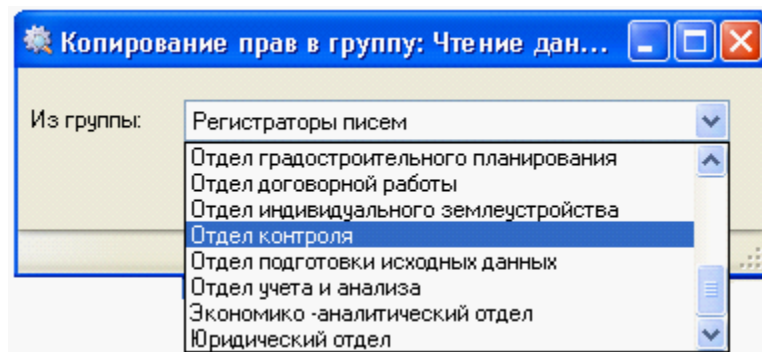 Копирование прав в группу: Чтение дан...
Из группы:
Регистраторы писем
Отдел градостроительного планирования
Отдел договорной работы
Отдел индивидуального землеустройства
Отдел контроля
Отдел подготовки исходных данных
Отдел учета и анализа
Экономико -аналитический отдел
Юридический отдел